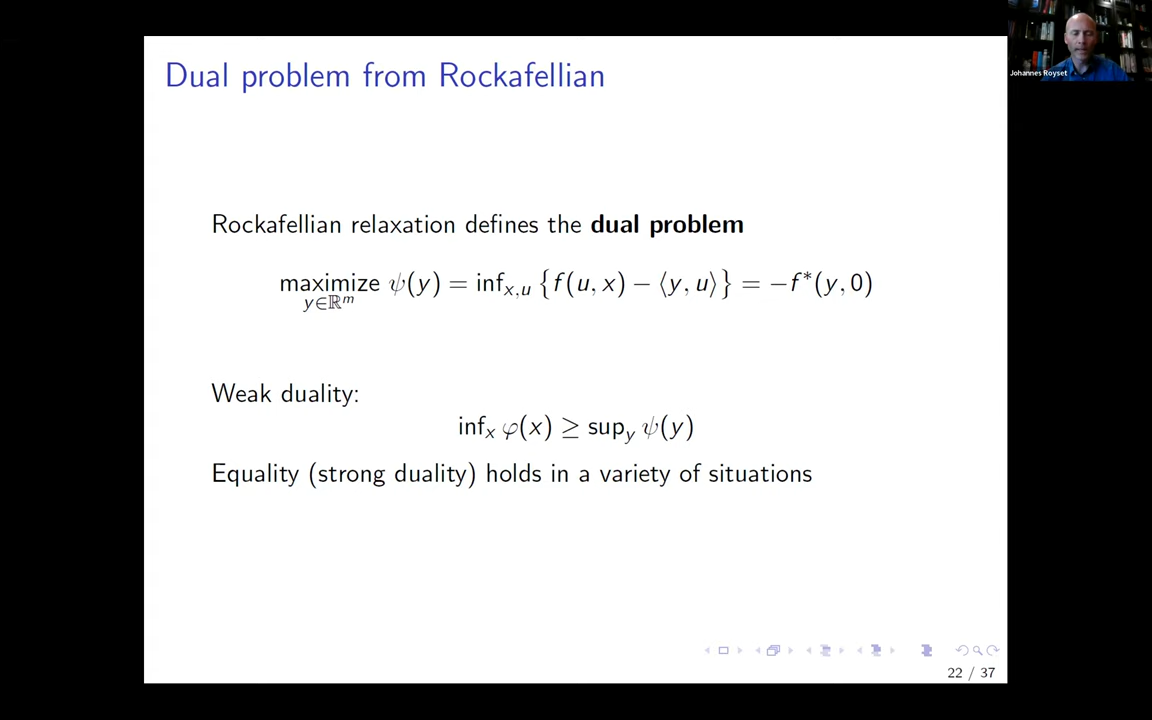 Dual problem from Rockafellian
Johannes Royset
Rockafellian relaxation defines the dual problem
maximize ψ(y) = inf_{x,u} {f(u, x) − ⟨y, u⟩} = −f*(y, 0)
y∈ℝ^m
Weak duality:
inf_x φ(x) ≥ sup_y ψ(y)
Equality (strong duality) holds in a variety of situations
22 / 37